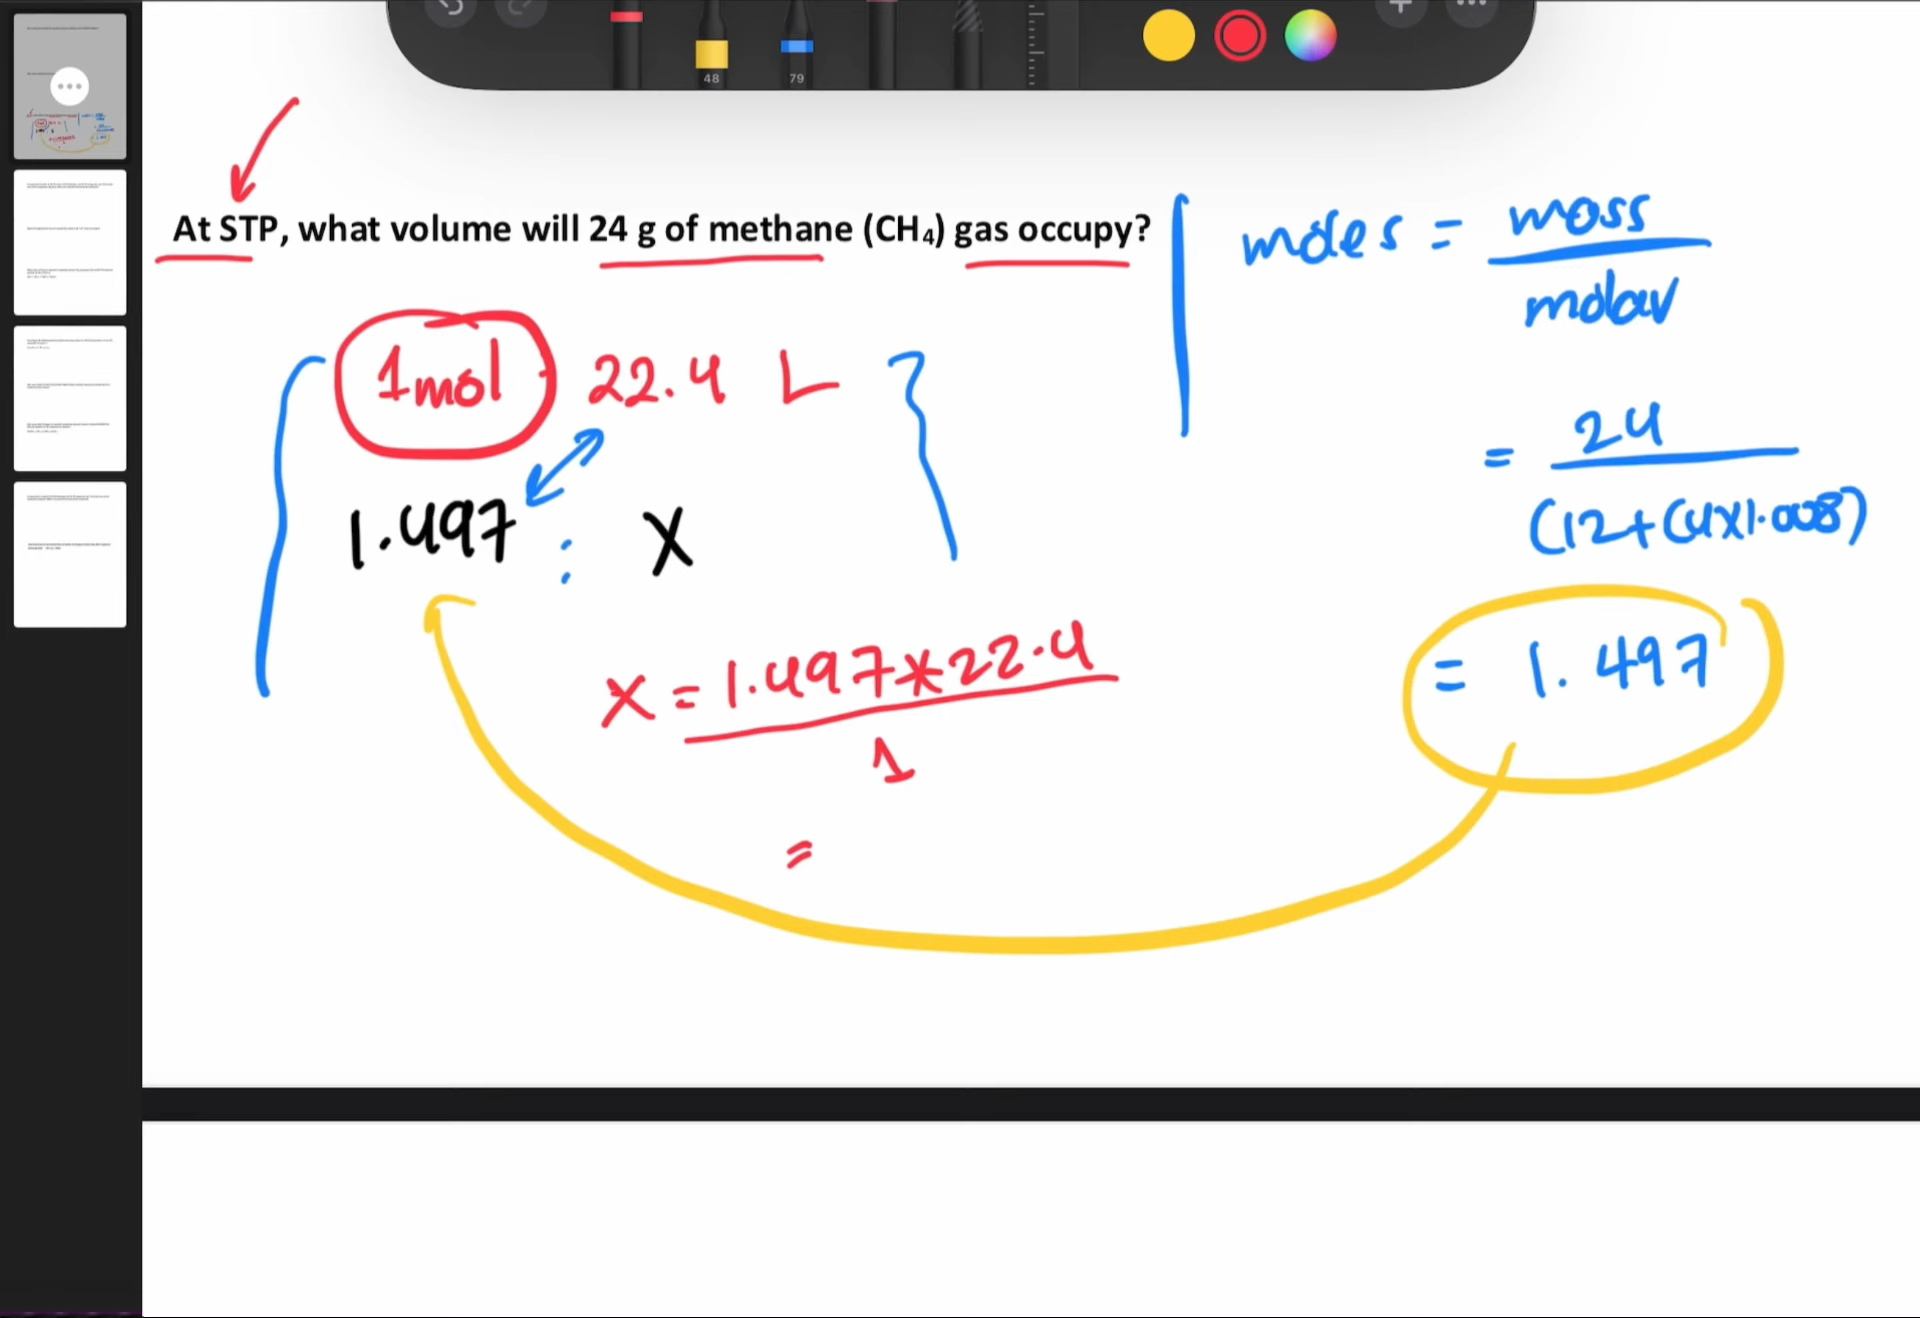 48 79
At STP, what volume will 24 g of methane (CH₄) gas occupy?
1mol : 22.4 L
1.497 : X
X = 1.497*22.4
1
=
moles = mass
molar
= 24
(12+(4x1.008)
= 1.497